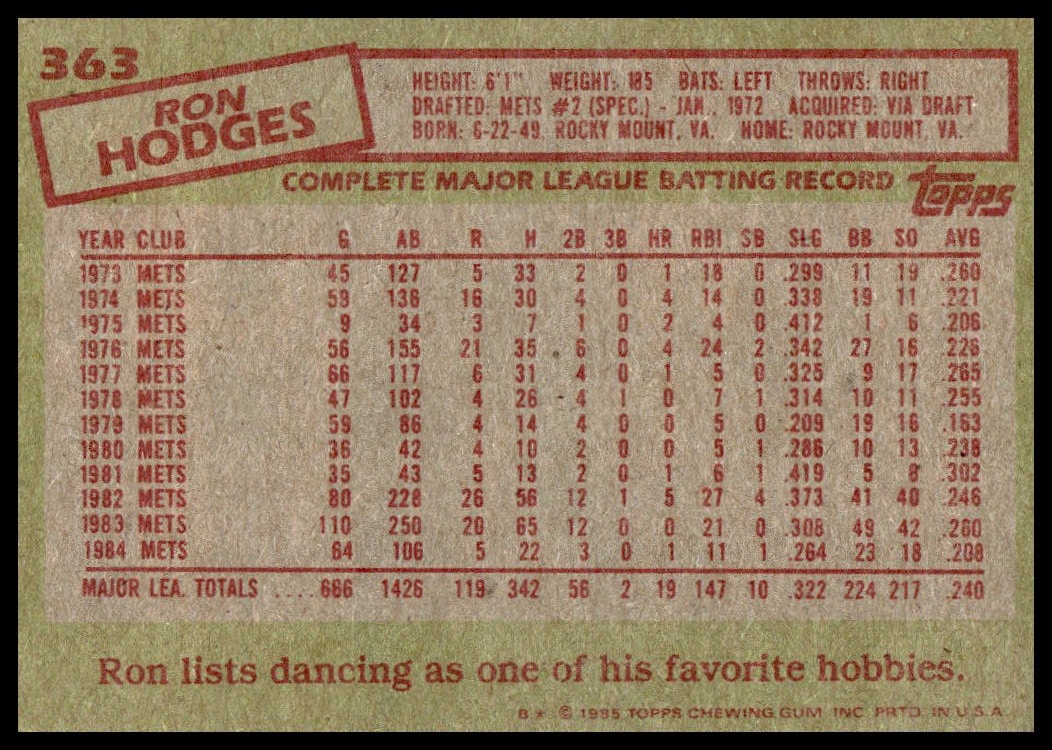 363
RON
HODGES
HEIGHT: 6'1" WEIGHT: 185 BATS: LEFT THROWS: RIGHT
DRAFTED: METS #2 (SPEC.) - JAN., 1972 ACQUIRED: VIA DRAFT
BORN: 6-22-49, ROCKY MOUNT, VA. HOME: ROCKY MOUNT, VA.
COMPLETE MAJOR LEAGUE BATTING RECORD topps
YEAR CLUB G AB R H 2B 3B HR RBI SB SLG BB SO AVG
1973 METS 45 127 5 33 2 0 1 18 0 .299 11 19 .260
1974 METS 59 136 16 30 4 0 4 14 0 .338 19 11 .221
1975 METS 9 34 3 7 1 0 2 4 0 .412 1 6 .206
1976 METS 56 155 21 35 6 0 4 24 2 .342 27 16 .226
1977 METS 66 117 6 31 4 0 1 5 0 .325 9 17 .265
1978 METS 47 102 4 26 4 1 0 7 1 .314 10 11 .255
1979 METS 59 86 4 14 4 0 0 5 0 .209 19 16 .163
1980 METS 36 42 4 10 2 0 0 5 1 .286 10 13 .238
1981 METS 35 43 5 13 2 0 1 6 1 .419 5 8 .302
1982 METS 80 228 26 56 12 1 5 27 4 .373 41 40 .246
1983 METS 110 250 20 65 12 0 0 21 0 .308 49 42 .260
1984 METS 64 106 5 22 3 0 1 11 1 .264 23 18 .208
MAJOR LEA. TOTALS ....666 1426 119 342 56 2 19 147 10 .322 224 217 .240
Ron lists dancing as one of his favorite hobbies.
B* © 1985 TOPPS CHEWING GUM, INC. PRTD. IN U.S.A.